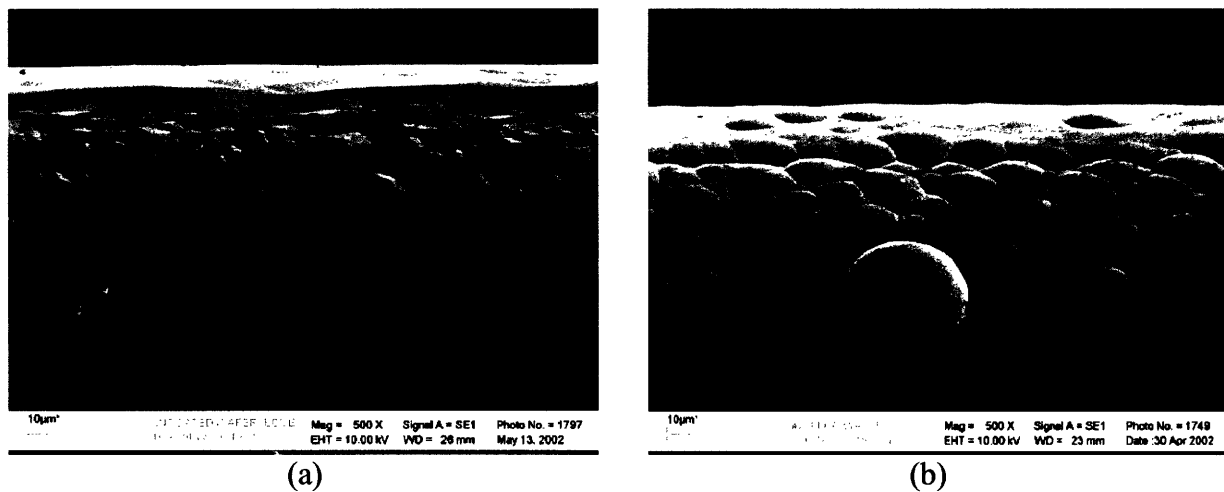 10µm*
Mag = 500 X Signal A = SE1 Photo No. = 1797
EHT = 10.00 kV WD = 26 mm May 13, 2002
(a)
10µm*
Mag = 500 X Signal A = SE1 Photo No. = 1749
EHT = 10.00 kV WD = 23 mm Date :30 Apr 2002
(b)